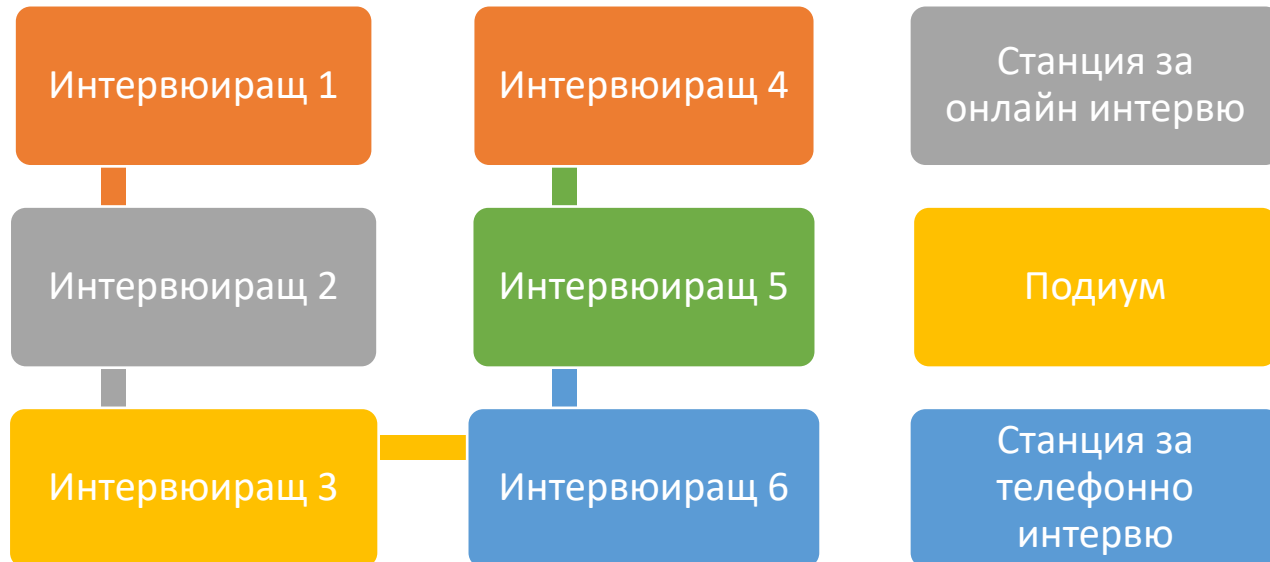 Интервюиращ 1
Интервюиращ 4
Станция за
онлайн интервю
Интервюиращ 2
Интервюиращ 5
Подиум
Интервюиращ 3
Интервюиращ 6
Станция за
телефонно
интервю